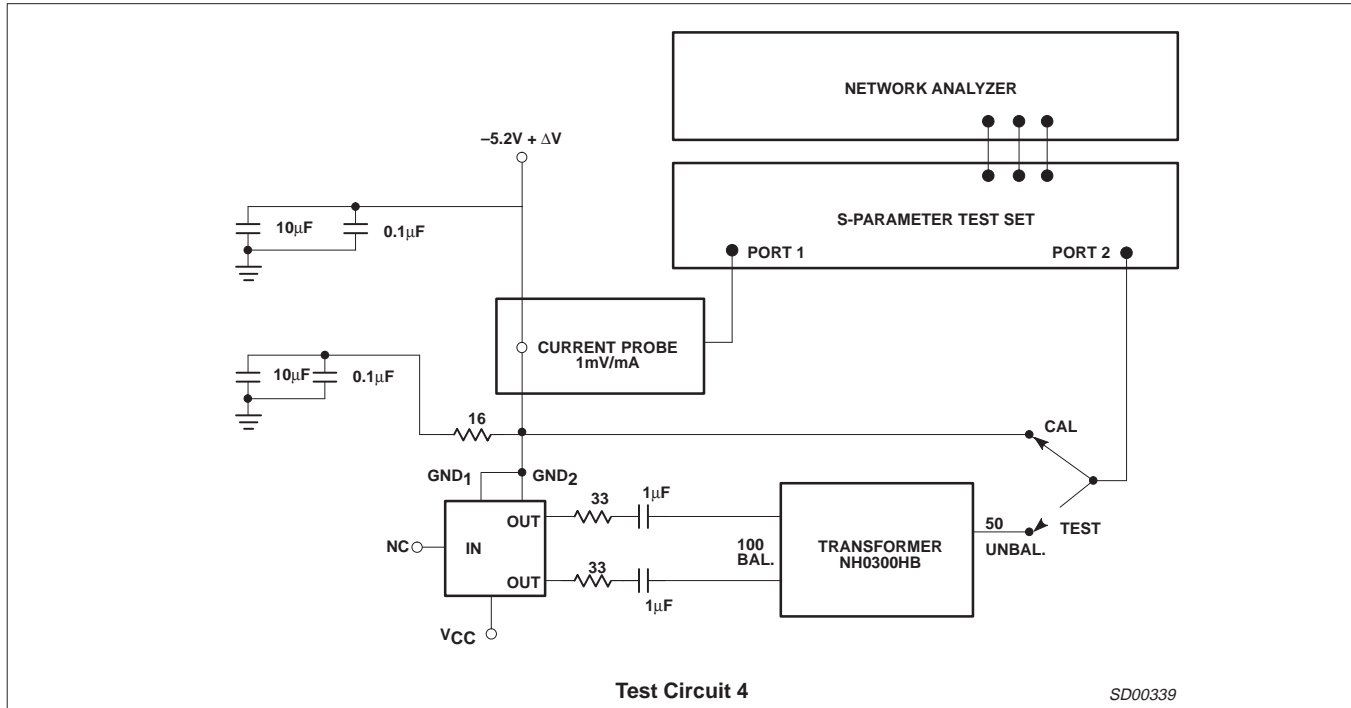 NETWORK ANALYZER
–5.2V + ΔV
S-PARAMETER TEST SET
10µF
0.1µF
PORT 1
PORT 2
CURRENT PROBE
1mV/mA
10µF
0.1µF
16
CAL
GND1
GND2
33
1µF
OUT
50
TEST
NC
IN
100
BAL.
TRANSFORMER
NH0300HB
UNBAL.
OUT
33
1µF
VCC
Test Circuit 4
SD00339